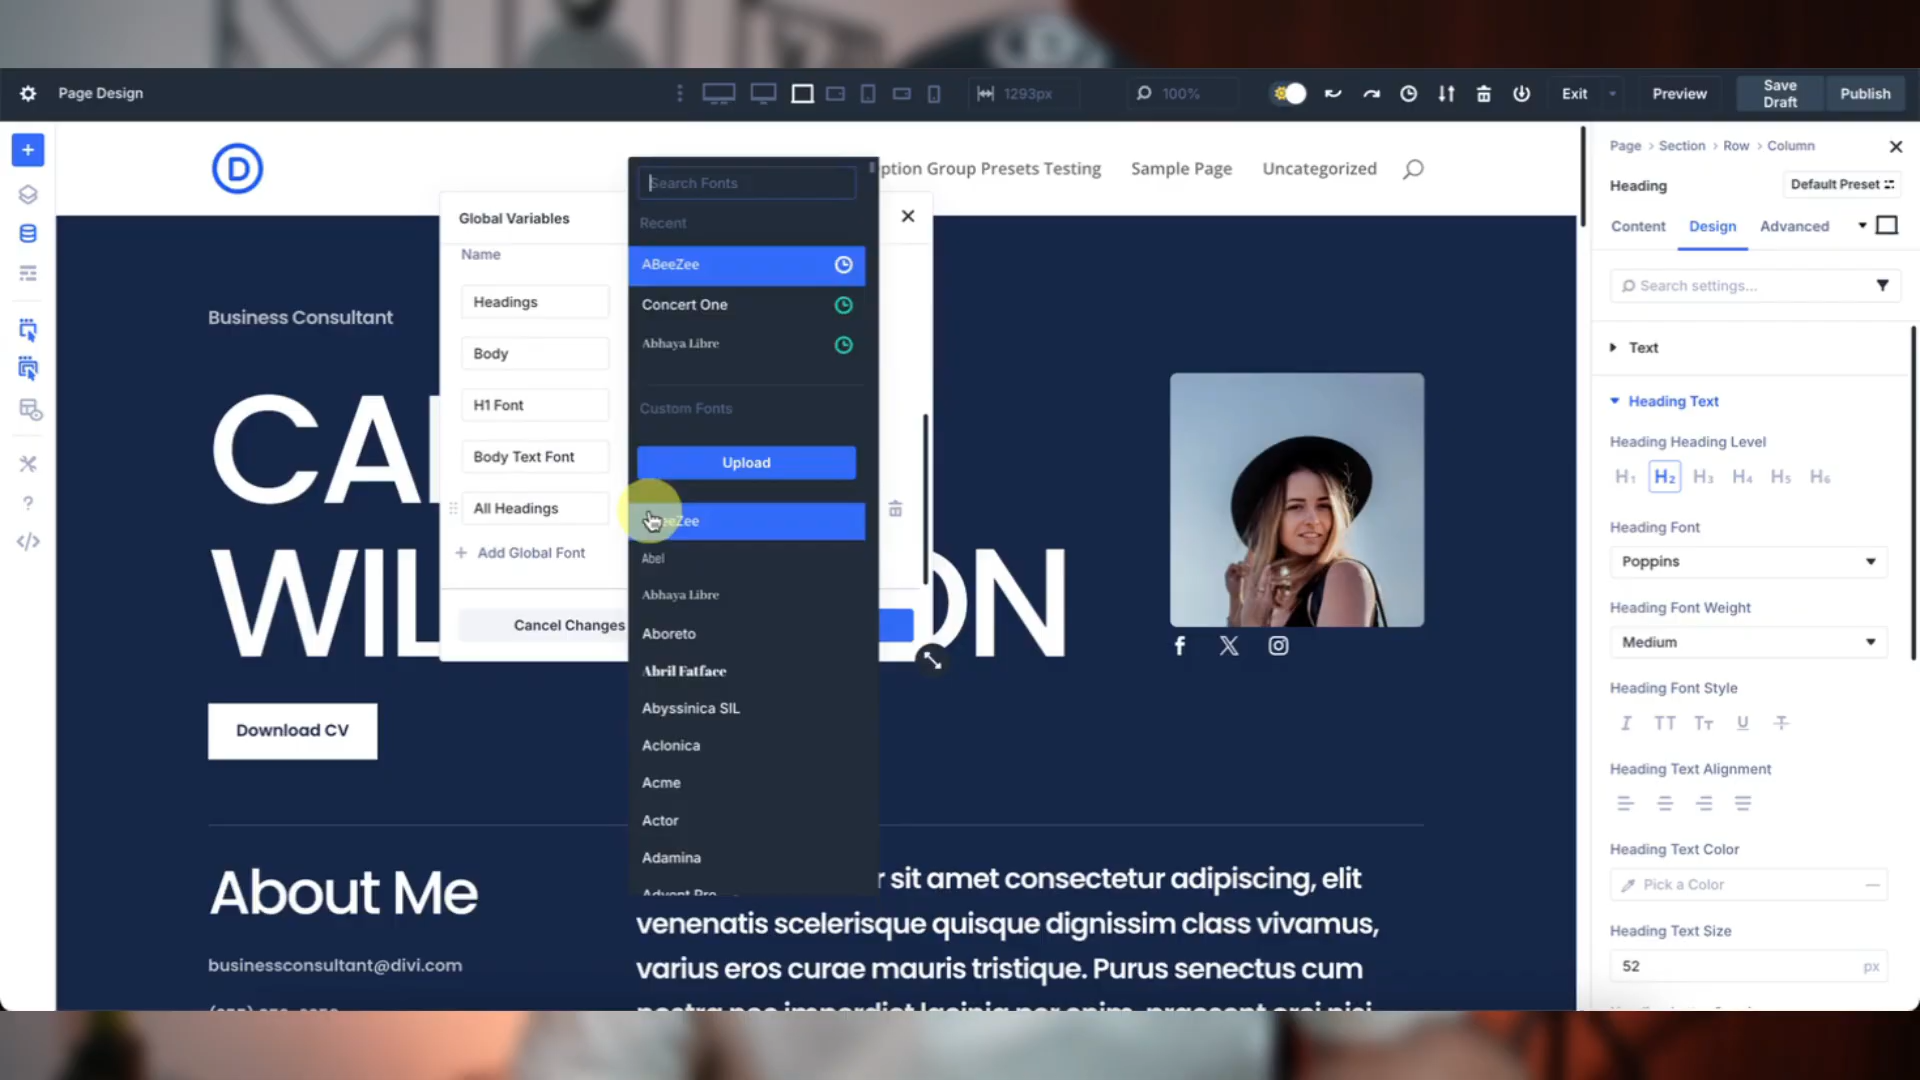 Page Design
1293px
100%
Exit
Preview
Save
Draft
Publish
D
ption Group Presets Testing
Sample Page
Uncategorized
Global Variables
Name
Headings
Body
H1 Font
Body Text Font
All Headings
+ Add Global Font
Cancel Changes
Search Fonts
Recent
ABeeZee
Concert One
Abhaya Libre
Custom Fonts
Upload
eeZee
Abel
Abhaya Libre
Aboreto
Abril Fatface
Abyssinica SIL
Aclonica
Acme
Actor
Adamina
Advent Pro
Business Consultant
CA
WIL
ON
Download CV
About Me
businessconsultant@divi.com
r sit amet consectetur adipiscing, elit
venenatis scelerisque quisque dignissim class vivamus,
varius eros curae mauris tristique. Purus senectus cum
Page > Section > Row > Column
Heading
Default Preset
Content
Design
Advanced
Search settings...
Text
Heading Text
Heading Heading Level
H1 H2 H3 H4 H5 H6
Heading Font
Poppins
Heading Font Weight
Medium
Heading Font Style
I TT Tт U T
Heading Text Alignment
Heading Text Color
Pick a Color
Heading Text Size
52
px